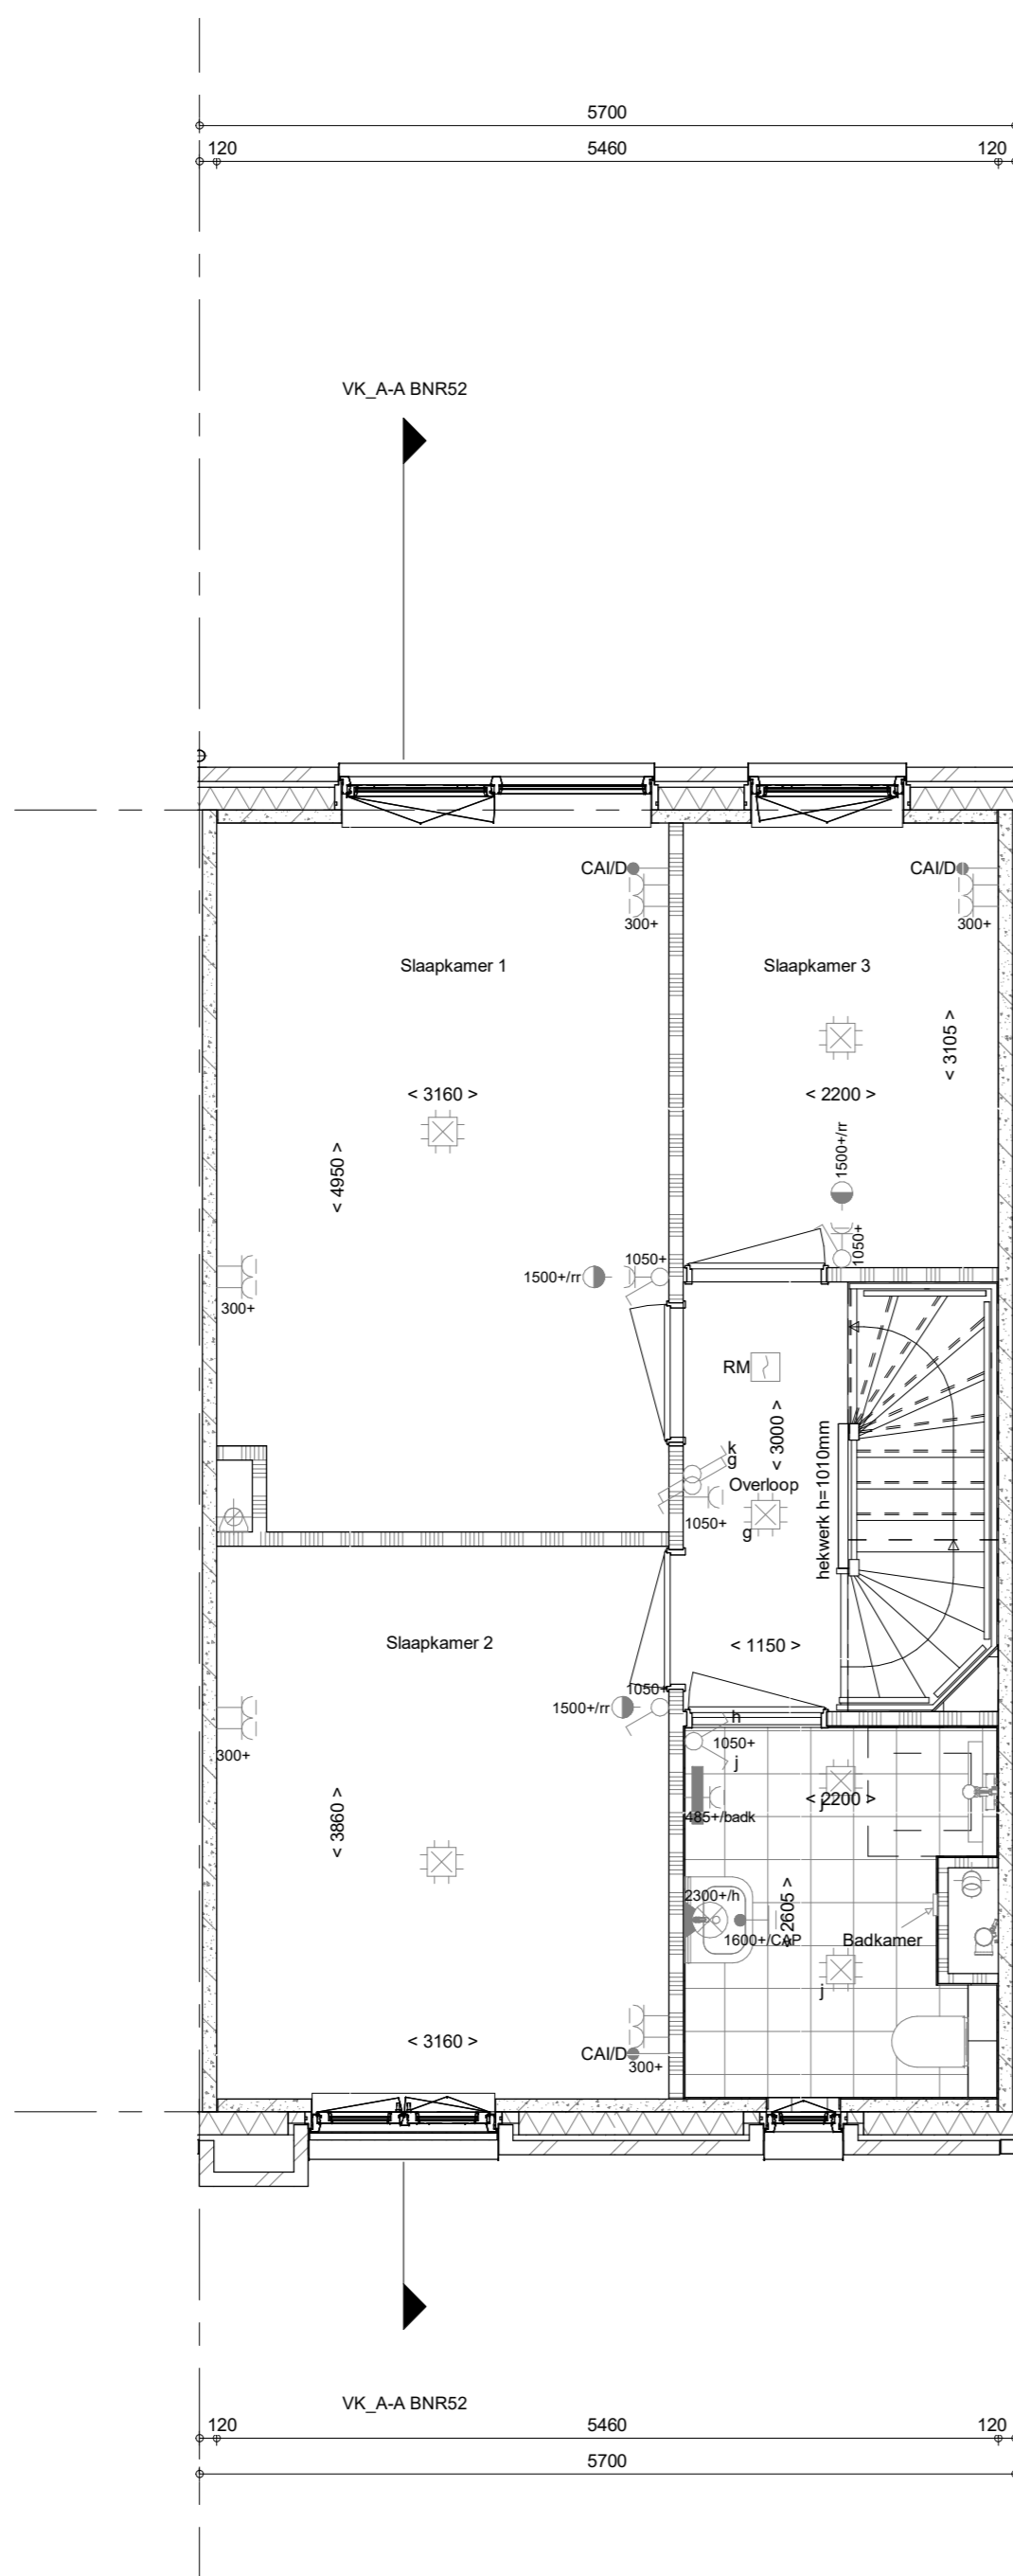 5700
120 5460 120
VK_A-A BNR52
CAI/D CAI/D
300+ 300+
Slaapkamer 1 Slaapkamer 3
< 3105 >
< 3160 > < 2200 >
< 4950 >
1500+/rr
1050+
1050+
1500+/rr
300+
RM
< 3000 >
k
g
Overloop
1050+
g
hekwerk h=1010mm
Slaapkamer 2
< 1150 >
1050+
1500+/rr
h
1050+
j
300+
< 2200 >
j
485+/badk
< 3860 >
2300+/h
< 2605 >
1600+/CAP
Badkamer
j
< 3160 >
CAI/D
300+
VK_A-A BNR52
120 5460 120
5700